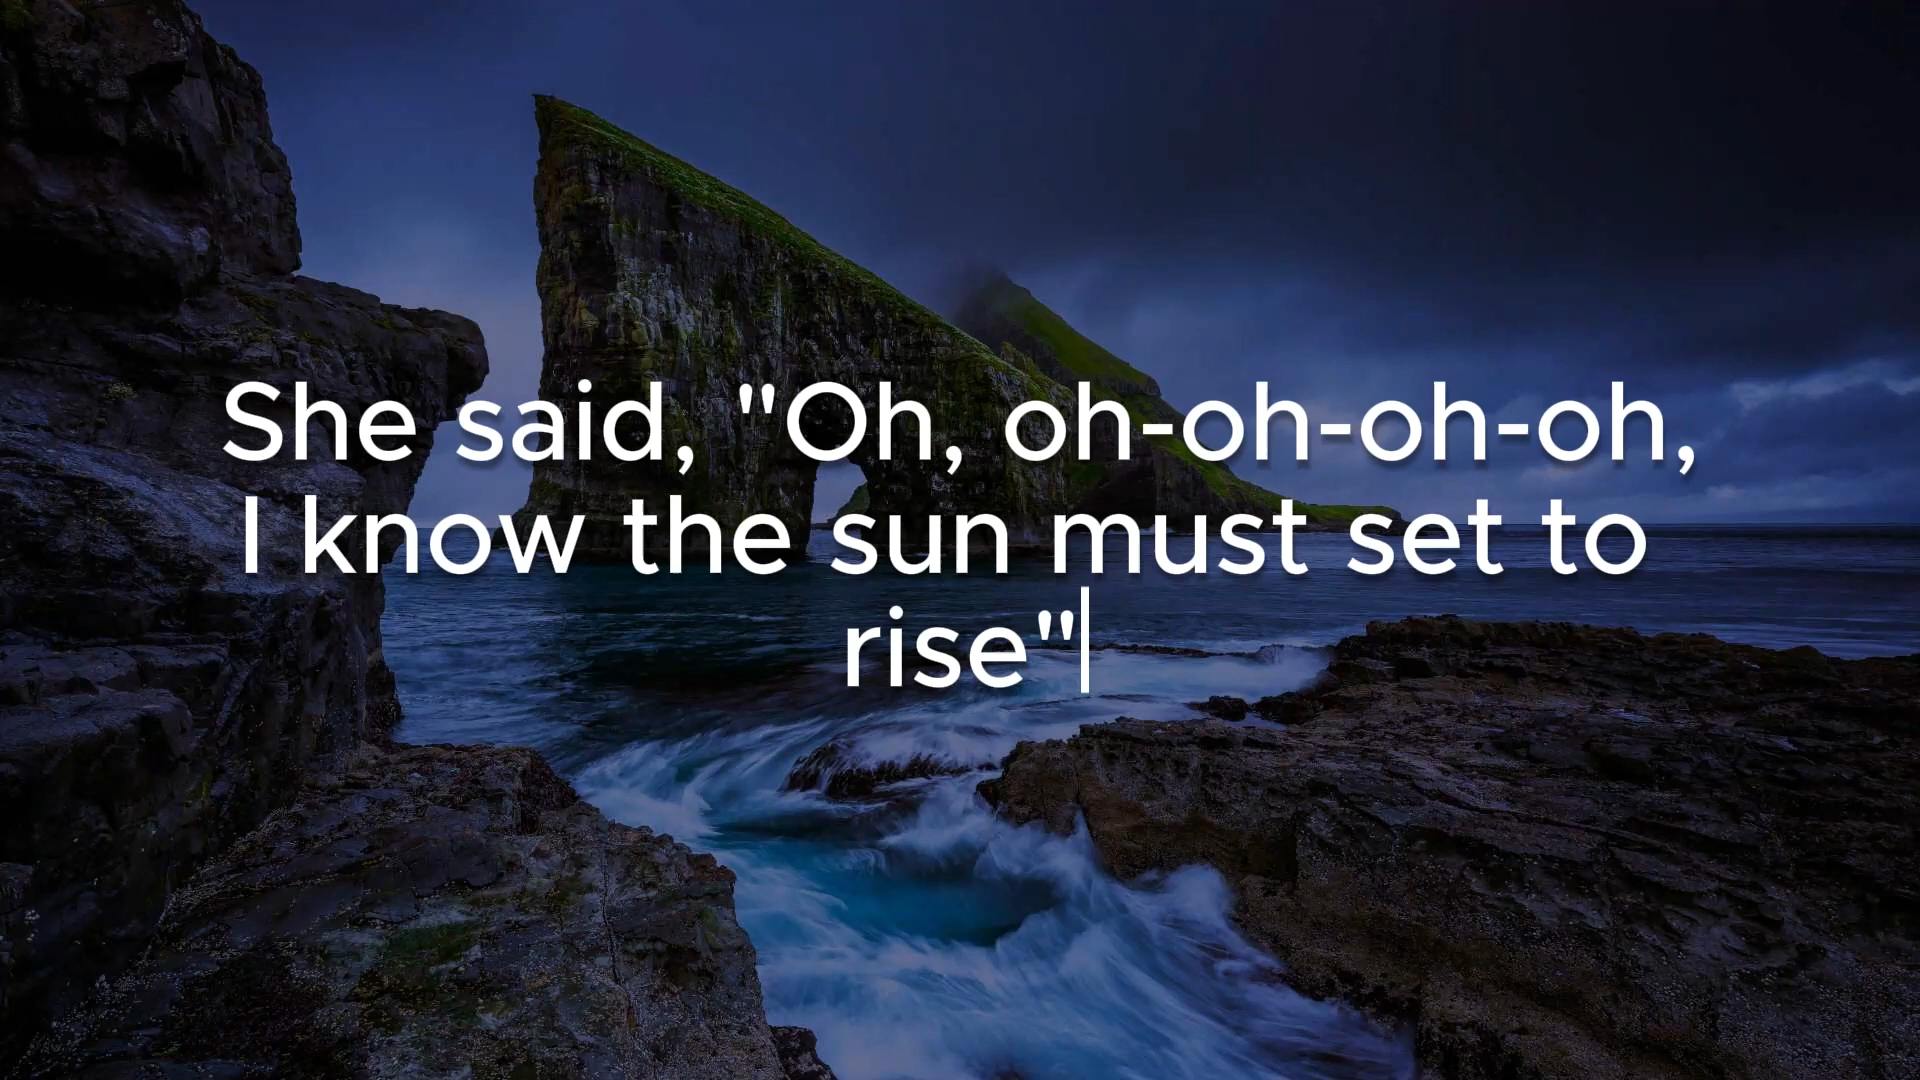 She said, "Oh, oh-oh-oh-oh,
I know the sun must set to
rise"